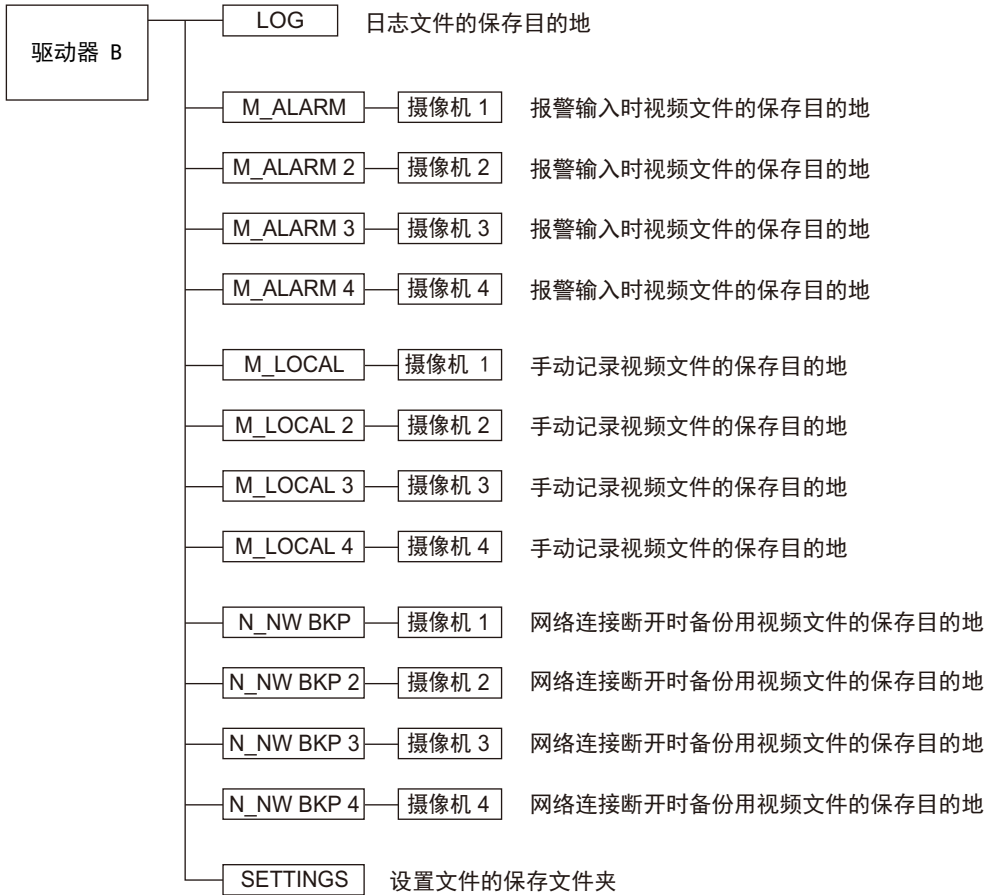 驱动器 B
LOG 日志文件的保存目的地
M_ALARM 摄像机 1 报警输入时视频文件的保存目的地
M_ALARM 2 摄像机 2 报警输入时视频文件的保存目的地
M_ALARM 3 摄像机 3 报警输入时视频文件的保存目的地
M_ALARM 4 摄像机 4 报警输入时视频文件的保存目的地
M_LOCAL 摄像机 1 手动记录视频文件的保存目的地
M_LOCAL 2 摄像机 2 手动记录视频文件的保存目的地
M_LOCAL 3 摄像机 3 手动记录视频文件的保存目的地
M_LOCAL 4 摄像机 4 手动记录视频文件的保存目的地
N_NW BKP 摄像机 1 网络连接断开时备份用视频文件的保存目的地
N_NW BKP 2 摄像机 2 网络连接断开时备份用视频文件的保存目的地
N_NW BKP 3 摄像机 3 网络连接断开时备份用视频文件的保存目的地
N_NW BKP 4 摄像机 4 网络连接断开时备份用视频文件的保存目的地
SETTINGS 设置文件的保存文件夹